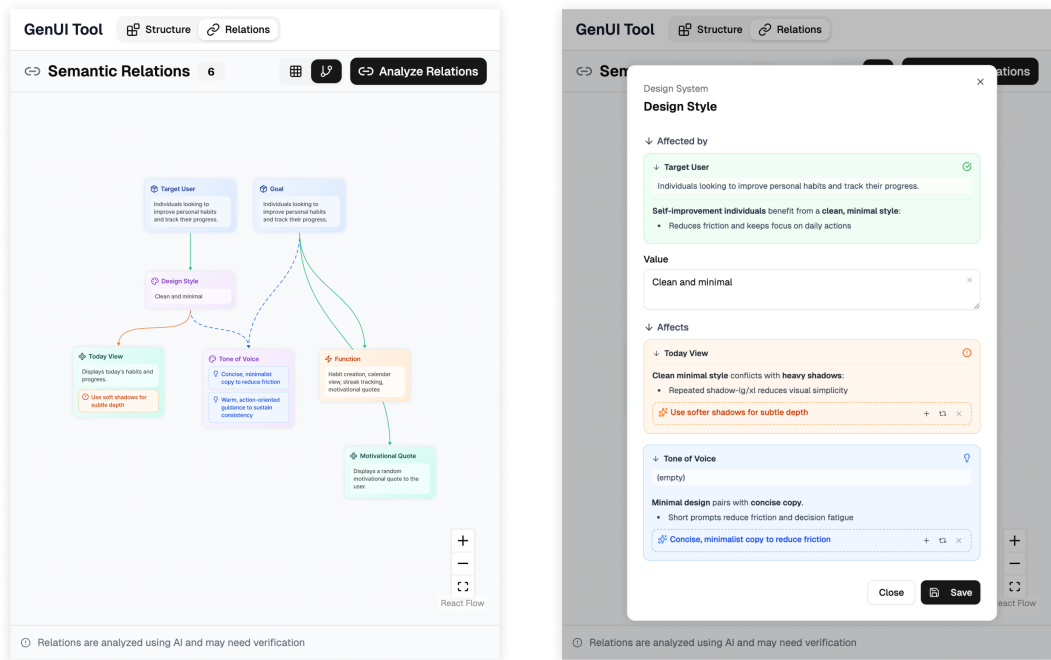 GenUI Tool
Structure
Relations
Semantic Relations 6
Analyze Relations
Target User
Individuals looking to
improve personal habits
and track their progress.
Goal
Individuals looking to
improve personal habits
and track their progress.
Design Style
Clean and minimal
Today View
Displays today's habits and
progress.
Use soft shadows for
subtle depth
Tone of Voice
Concise, minimalist
copy to reduce friction
Warm, action-oriented
guidance to sustain
consistency
Function
Habit creation, calendar
view, streak tracking,
motivational quotes
Motivational Quote
Displays a random
motivational quote to the
user.
React Flow
Relations are analyzed using AI and may need verification
GenUI Tool
Structure
Relations
Sem
ations
Design System
Design Style
Affected by
Target User
Individuals looking to improve personal habits and track their progress.
Self-improvement individuals benefit from a clean, minimal style:
• Reduces friction and keeps focus on daily actions
Value
Clean and minimal
Affects
Today View
Clean minimal style conflicts with heavy shadows:
• Repeated shadow-lg/xl reduces visual simplicity
Use softer shadows for subtle depth
Tone of Voice
(empty)
Minimal design pairs with concise copy.
• Short prompts reduce friction and decision fatigue
Concise, minimalist copy to reduce friction
Close
Save
eact Flow
Relations are analyzed using AI and may need verification